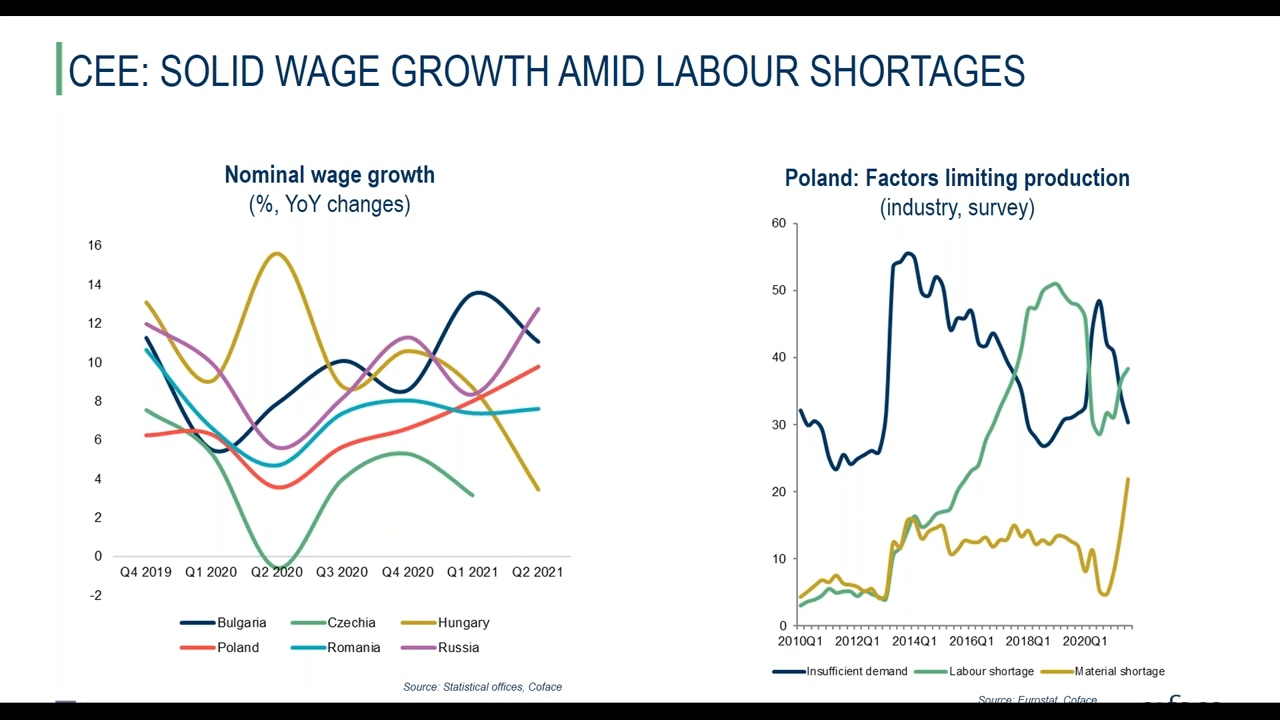 CEE: SOLID WAGE GROWTH AMID LABOUR SHORTAGES
Nominal wage growth
(%, YoY changes)
16
14
12
10
8
6
4
2
0
-2
Q4 2019 Q1 2020 Q2 2020 Q3 2020 Q4 2020 Q1 2021 Q2 2021
Bulgaria Czechia Hungary
Poland Romania Russia
Source: Statistical offices, Coface
Poland: Factors limiting production
(industry, survey)
60
50
40
30
20
10
0
2010Q1 2012Q1 2014Q1 2016Q1 2018Q1 2020Q1
Insufficient demand Labour shortage Material shortage
Source: Eurostat, Coface